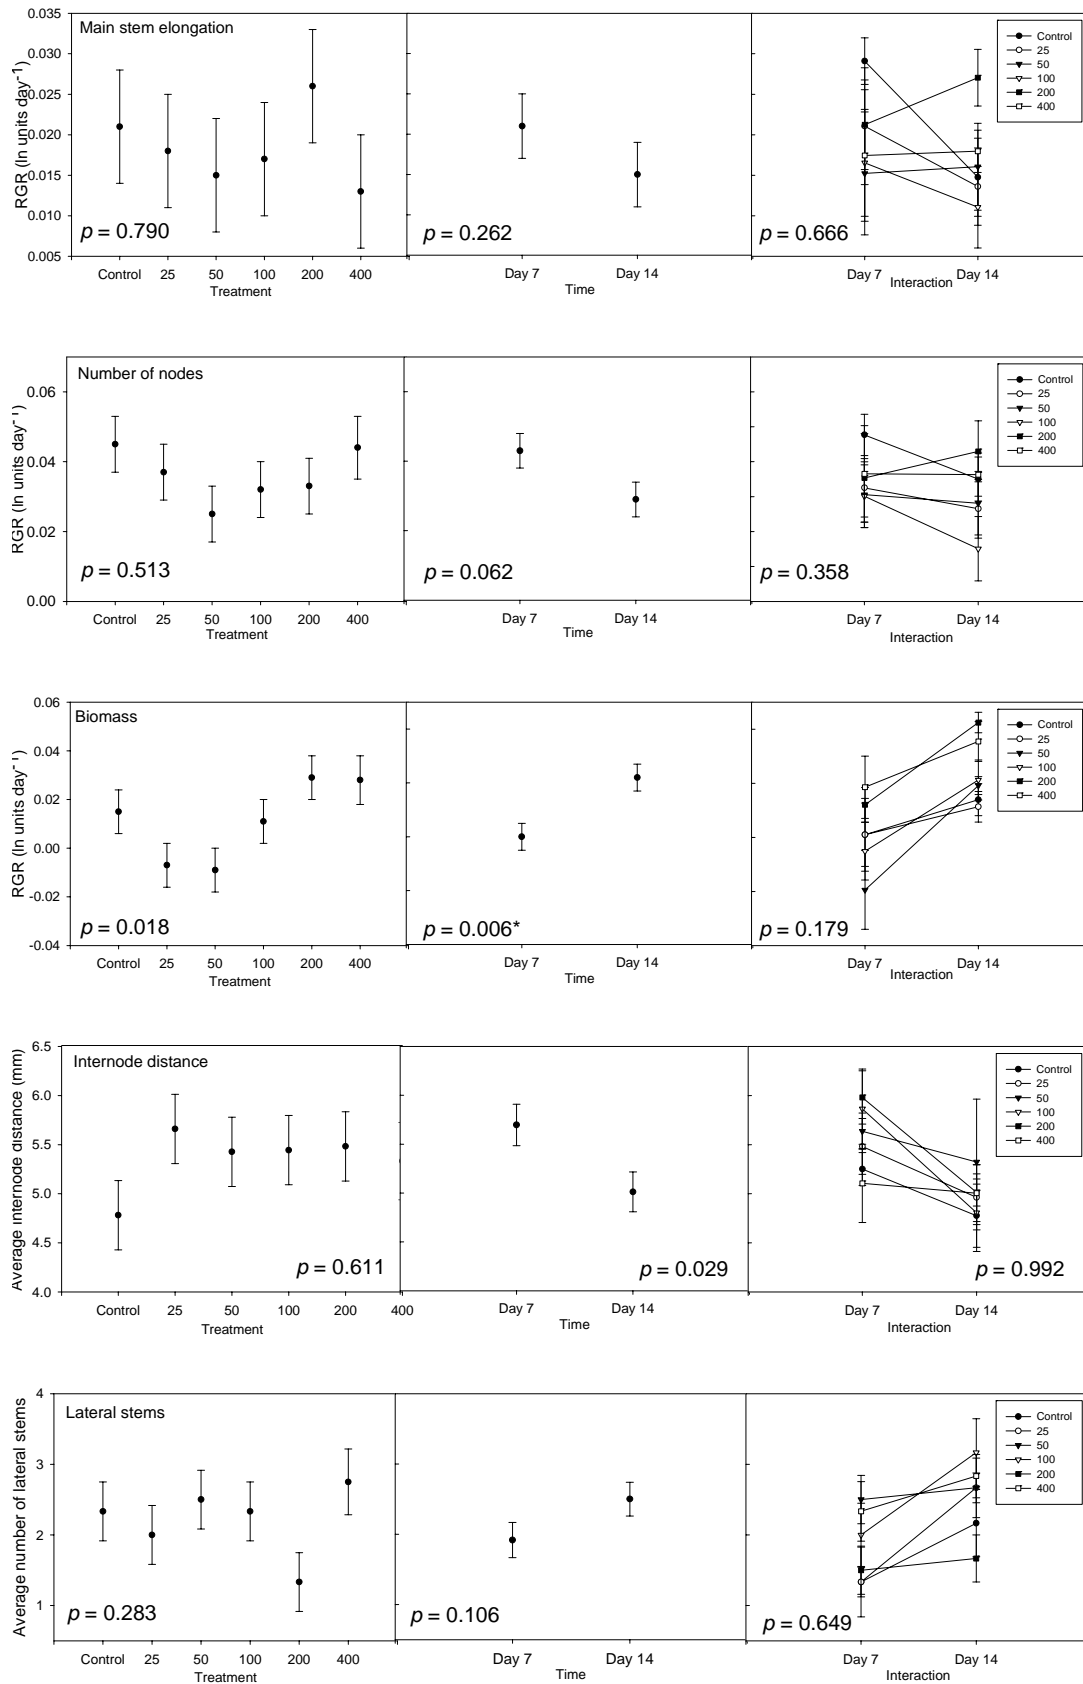 Main stem elongation
RGR (ln units day⁻¹)
0.035
0.030
0.025
0.020
0.015
0.010
0.005
p = 0.790
p = 0.262
p = 0.666
Control 25 50 100 200 400
Treatment
Day 7 Day 14
Time
Day 7 Day 14
Interaction
Control
25
50
100
200
400
Number of nodes
RGR (ln units day⁻¹)
0.06
0.04
0.02
0.00
p = 0.513
p = 0.062
p = 0.358
Control 25 50 100 200 400
Treatment
Day 7 Day 14
Time
Day 7 Day 14
Interaction
Control
25
50
100
200
400
Biomass
RGR (ln units day⁻¹)
0.06
0.04
0.02
0.00
-0.02
-0.04
p = 0.018
p = 0.006*
p = 0.179
Control 25 50 100 200 400
Treatment
Day 7 Day 14
Time
Day 7 Day 14
Interaction
Control
25
50
100
200
400
Internode distance
Average internode distance (mm)
6.5
6.0
5.5
5.0
4.5
4.0
p = 0.611
p = 0.029
p = 0.992
Control 25 50 100 200 400
Treatment
Day 7 Day 14
Time
Day 7 Day 14
Interaction
Control
25
50
100
200
400
Lateral stems
Average number of lateral stems
4
3
2
1
p = 0.283
p = 0.106
p = 0.649
Control 25 50 100 200 400
Treatment
Day 7 Day 14
Time
Day 7 Day 14
Interaction
Control
25
50
100
200
400